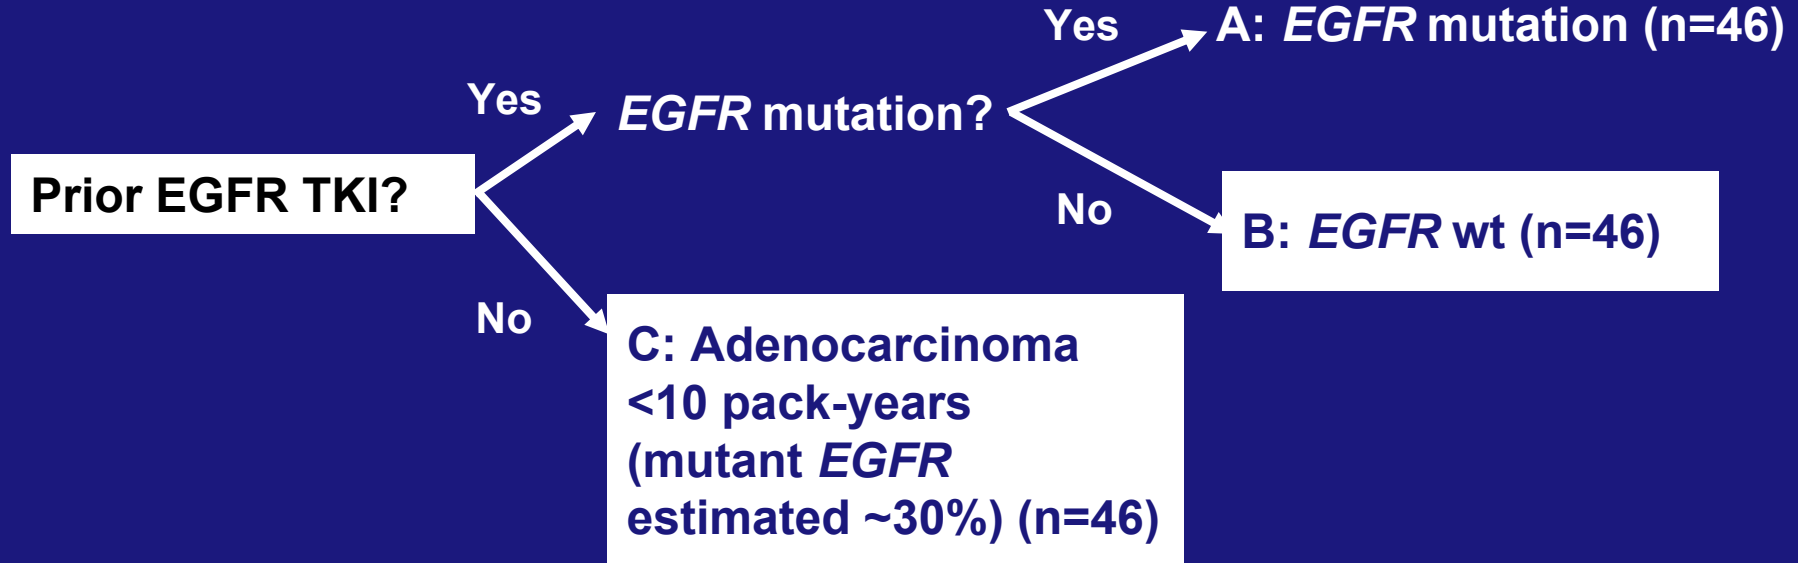 Yes
A: EGFR mutation (n=46)
Yes
EGFR mutation?
Prior EGFR TKI?
No
B: EGFR wt (n=46)
No
C: Adenocarcinoma
<10 pack-years
(mutant EGFR
estimated ~30%) (n=46)